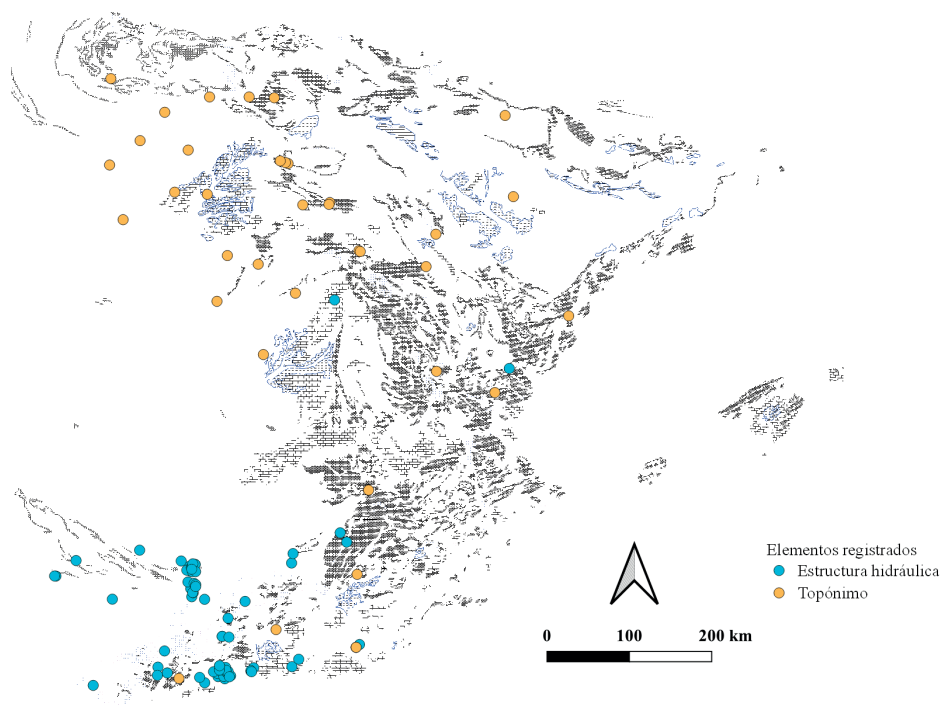 Elementos registrados
Estructura hidráulica
Topónimo
0 100 200 km